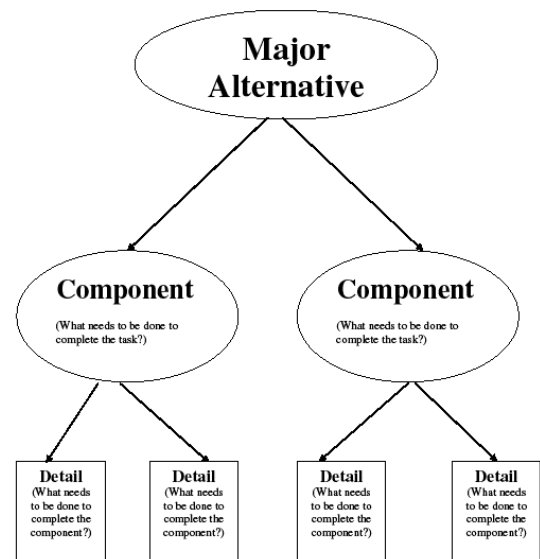 Major
Alternative
Component
(What needs to be done to
complete the task?)
Component
(What needs to be done to
complete the task?)
Detail
(What needs
to be done to
complete the
component?)
Detail
(What needs
to be done to
complete the
component?)
Detail
(What needs
to be done to
complete the
component?)
Detail
(What needs
to be done to
complete the
component?)